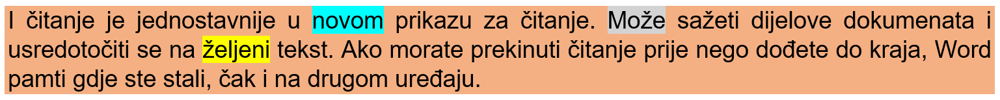 I čitanje je jednostavnije u novom prikazu za čitanje. Može sažeti dijelove dokumenata i
usredotočiti se na željeni tekst. Ako morate prekinuti čitanje prije nego dođete do kraja, Word
pamti gdje ste stali, čak i na drugom uređaju.